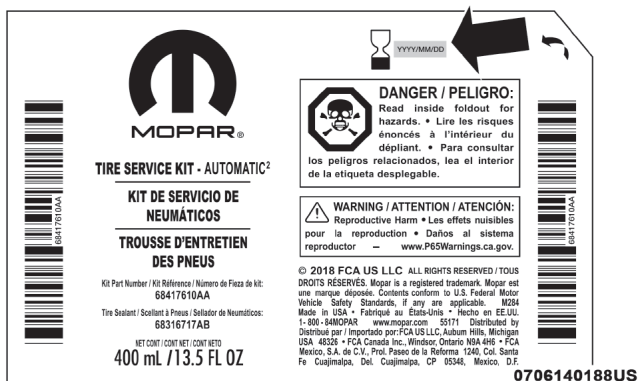 YYYY/MM/DD
MOPAR®
TIRE SERVICE KIT - AUTOMATIC²
KIT DE SERVICIO DE
NEUMÁTICOS
TROUSSE D'ENTRETIEN
DES PNEUS
Kit Part Number / Kit Référence / Número de Fieza de kit:
68417610AA
Tire Sealant / Scellant à Pneus / Sellador de Neumáticos:
68316717AB
NET CONT / CONT NET / CONT NETO
400 mL /13.5 FL OZ
68417610AA
DANGER / PELIGRO:
Read inside foldout for
hazards. • Lire les risques
énoncés à l'intérieur du
dépliant. • Para consultar
los peligros relacionados, lea el interior
de la etiqueta desplegable.
WARNING / ATTENTION / ATENCIÓN:
Reproductive Harm • Les effets nuisibles
pour la reproduction • Daños al sistema
reproductor – www.P65Warnings.ca.gov.
© 2018 FCA US LLC ALL RIGHTS RESERVED / TOUS
DROITS RÉSERVÉS. Mopar is a registered trademark. Mopar est
une marque déposée. Contents conform to U.S. Federal Motor
Vehicle Safety Standards, if any are applicable. M284
Made in USA • Fabriqué au États-Unis • Hecho en EE.UU.
1- 800 - 84MOPAR www.mopar.com 55171 Distributed by
Distribué par / Importado por: FCA US LLC, Auburn Hills, Michigan
USA 48326 • FCA Canada Inc., Windsor, Ontario N9A 4H6 • FCA
Mexico, S.A. de C.V., Prol. Paseo de la Reforma 1240, Col. Santa
Fe Cuajimalpa, Del. Cuajimalpa, CP 05348, Mexico. D.F.
68417610AA
0706140188US